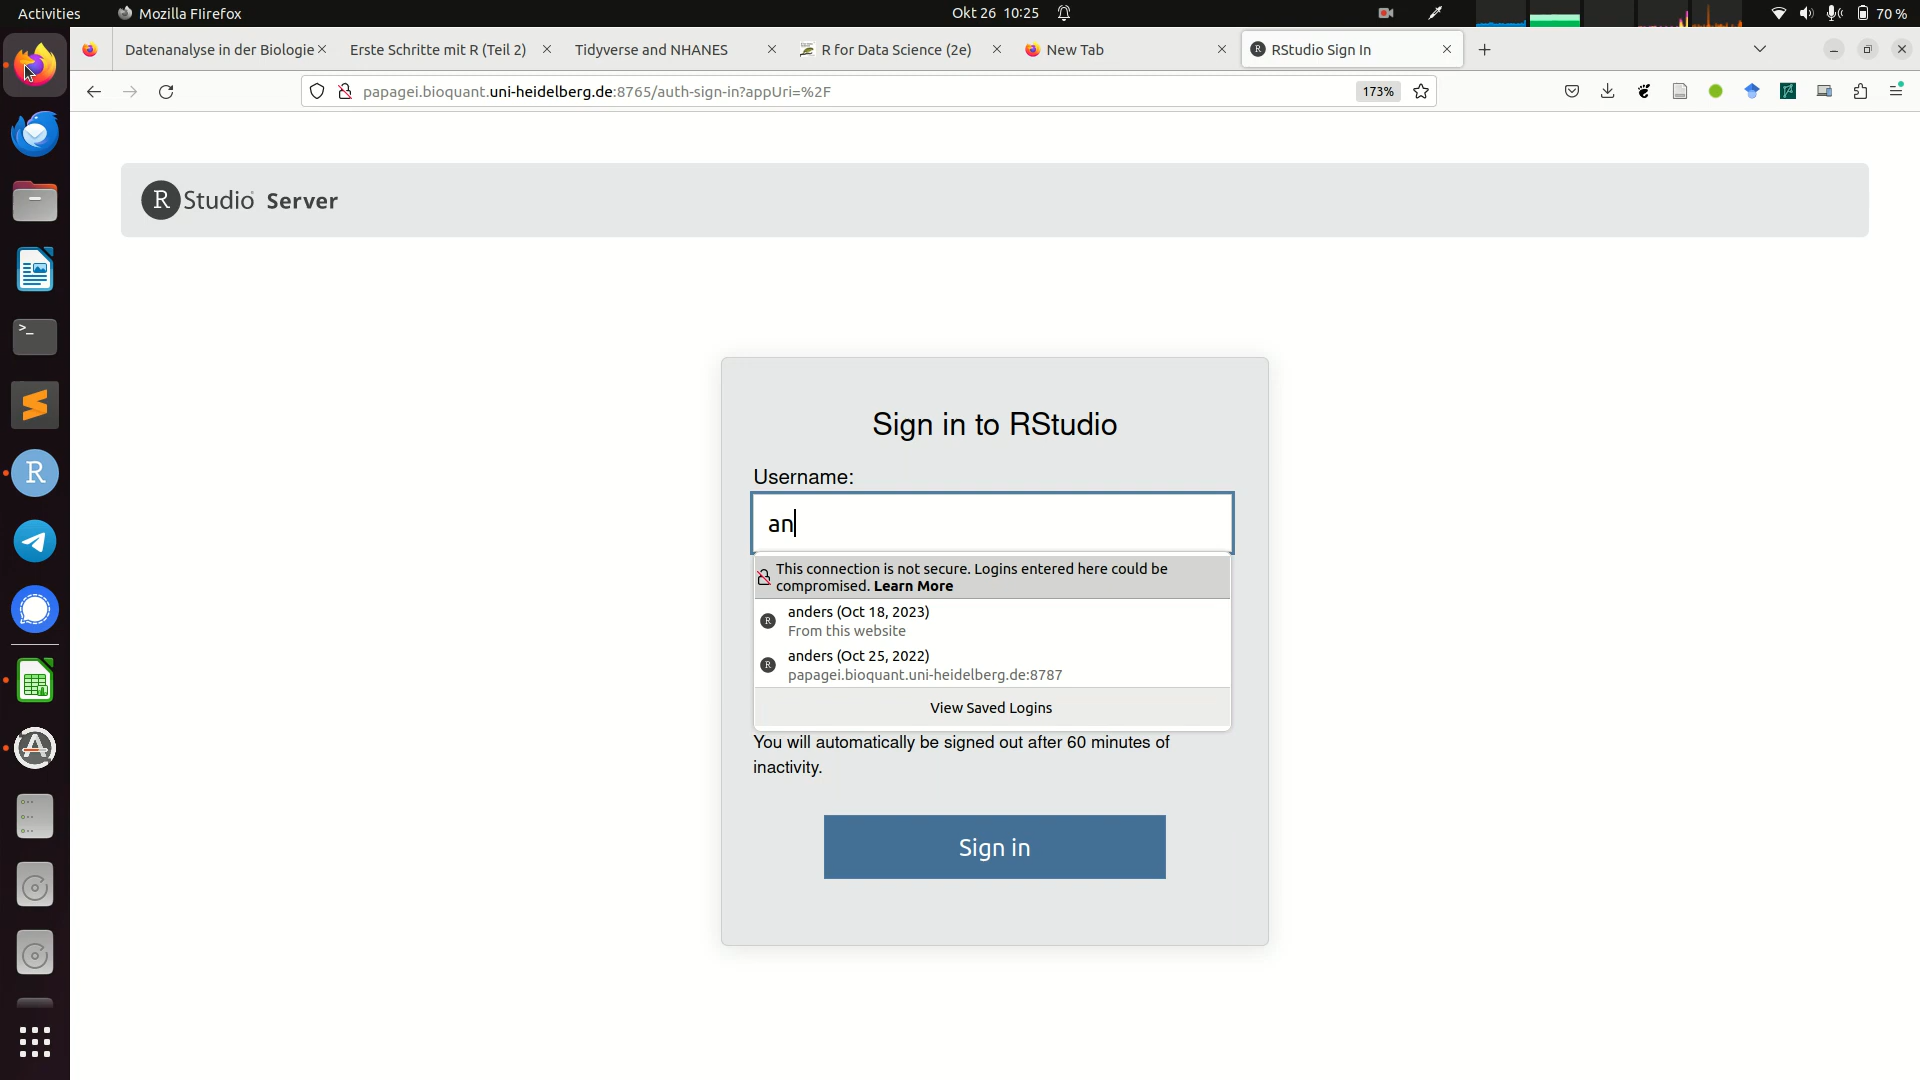 Activities
Mozilla Firefox
Okt 26 10:25
70 %
Datenanalyse in der Biologie
Erste Schritte mit R (Teil 2)
Tidyverse and NHANES
R for Data Science (2e)
New Tab
RStudio Sign In
papagei.bioquant.uni-heidelberg.de:8765/auth-sign-in?appUri=%2F
173%
R Studio Server
Sign in to RStudio
Username:
an
This connection is not secure. Logins entered here could be
compromised. Learn More
anders (Oct 18, 2023)
From this website
anders (Oct 25, 2022)
papagei.bioquant.uni-heidelberg.de:8787
View Saved Logins
You will automatically be signed out after 60 minutes of
inactivity.
Sign in